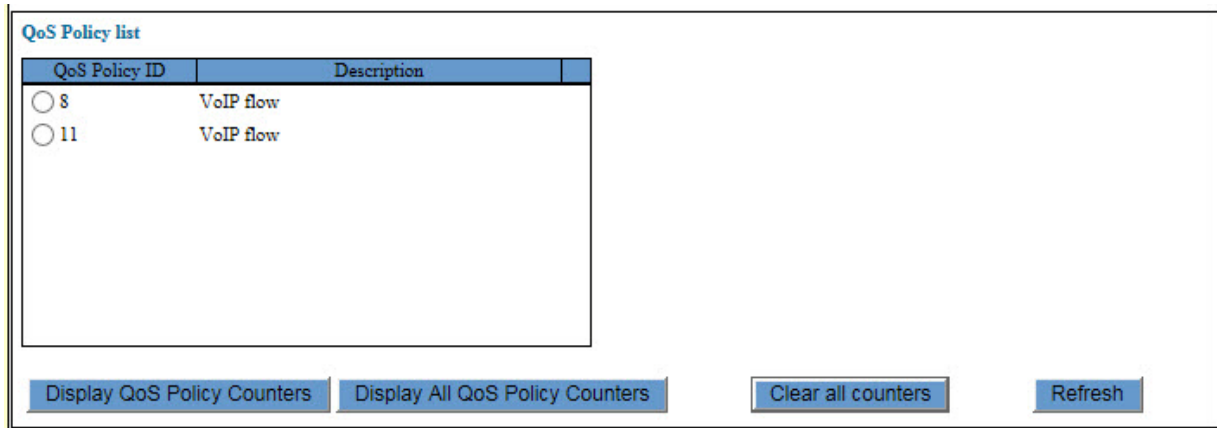 QoS Policy list
QoS Policy ID Description
8 VoIP flow
11 VoIP flow
Display QoS Policy Counters Display All QoS Policy Counters Clear all counters Refresh